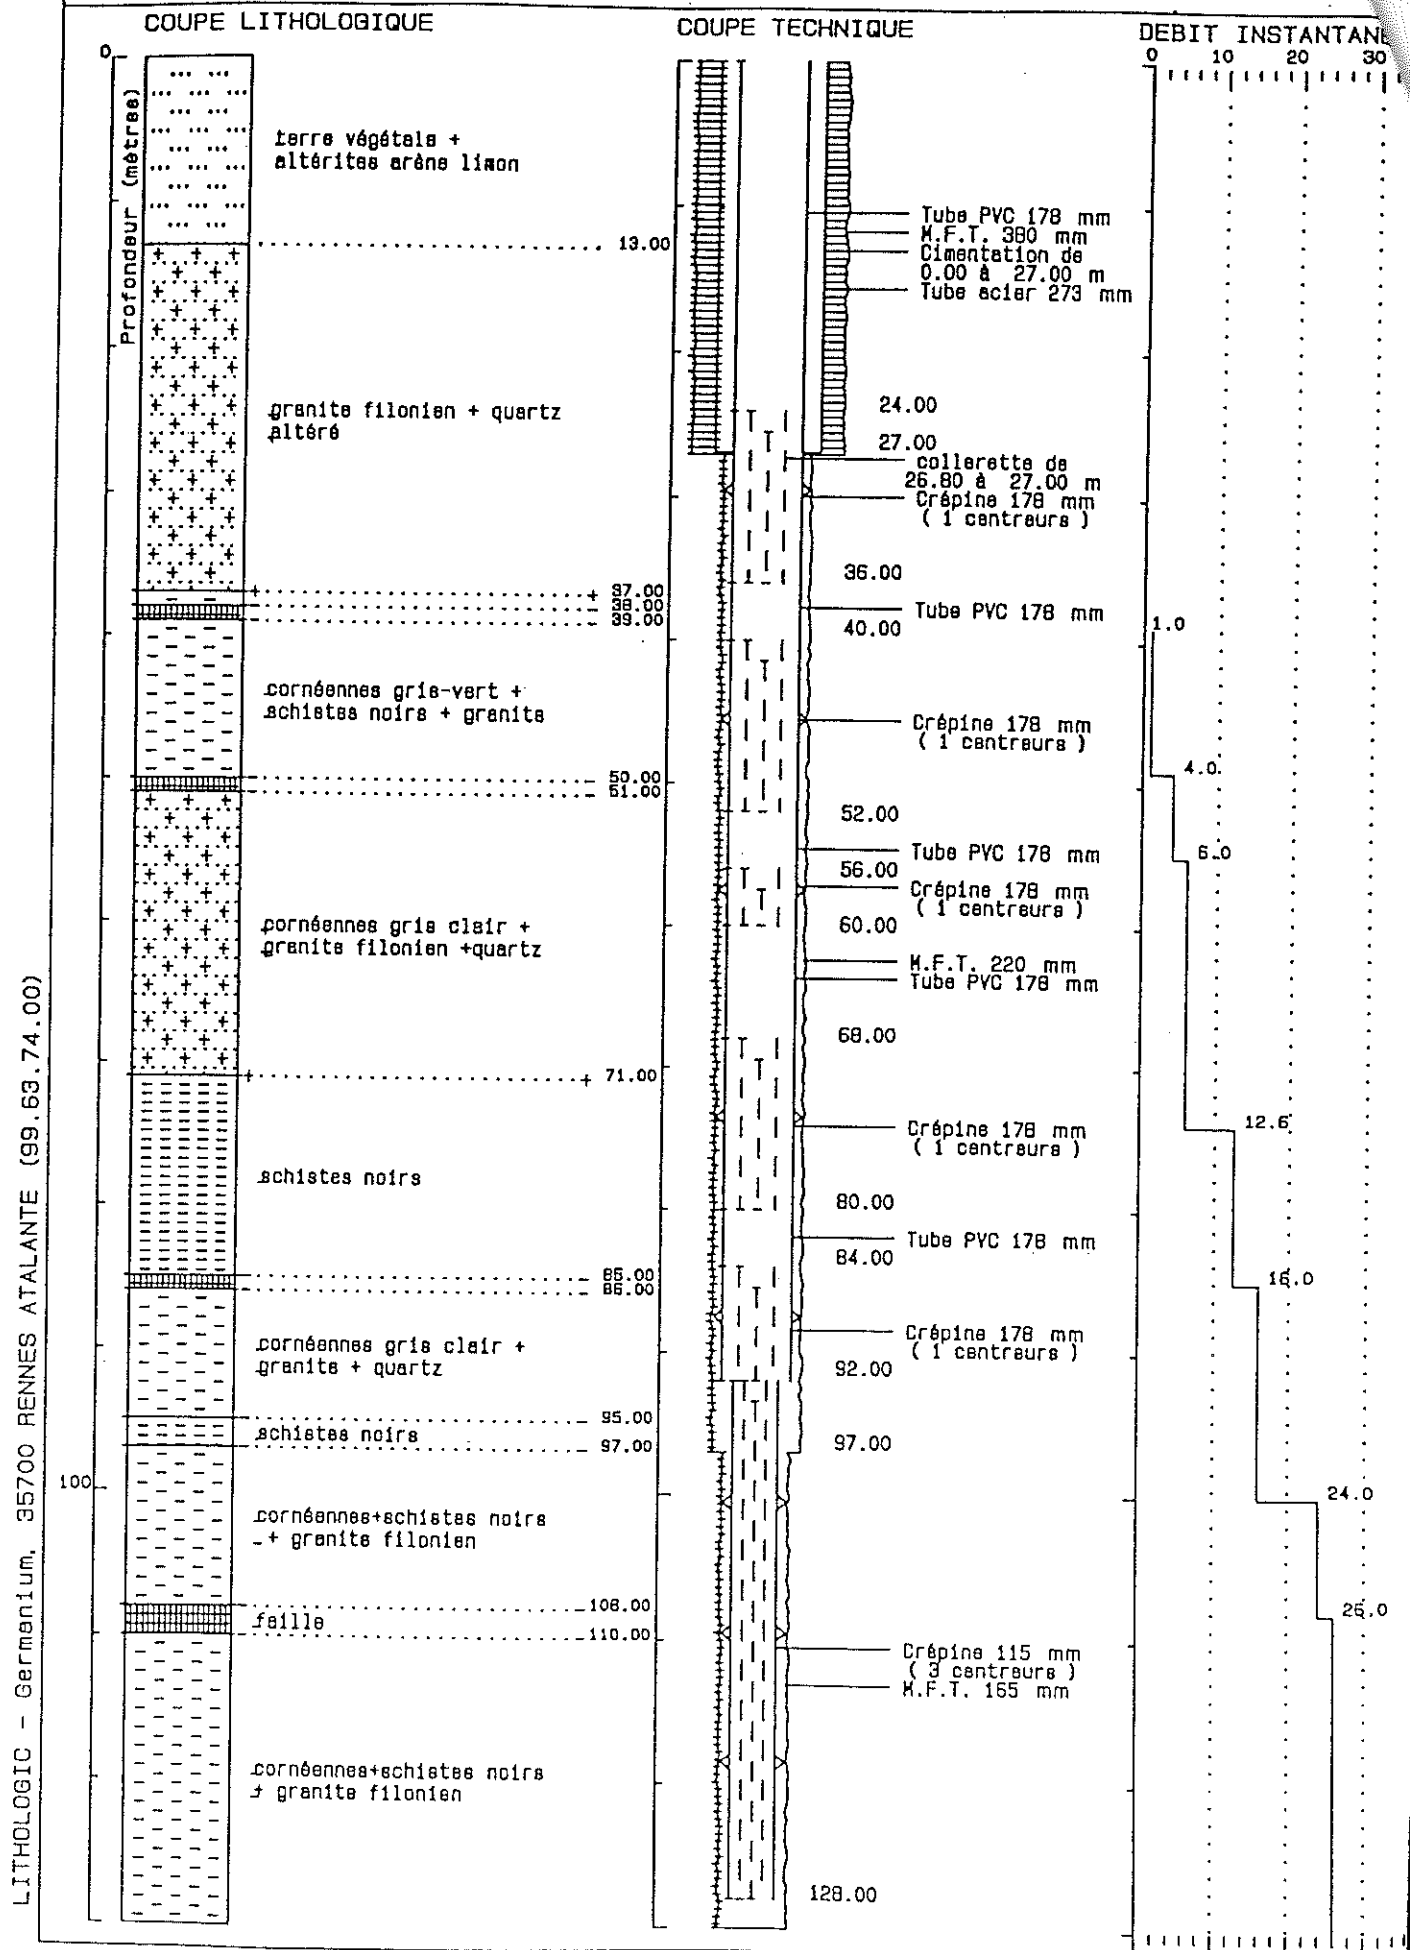 COUPE LITHOLOGIQUE
COUPE TECHNIQUE
DEBIT INSTANTANE
0 10 20 30
0
Profondeur (mètres)
terre végétale +
altérites arène limon
13.00
granite filonien + quartz
altéré
37.00
38.00
39.00
cornéennes gris-vert +
schistes noirs + granite
50.00
51.00
cornéennes gris clair +
granite filonien +quartz
71.00
schistes noirs
85.00
86.00
cornéennes gris clair +
granite + quartz
95.00
schistes noirs
97.00
100
cornéennes+schistes noirs
+ granite filonien
108.00
faille
110.00
cornéennes+schistes noirs
+ granite filonien
Tube PVC 178 mm
M.F.T. 380 mm
Cimentation de
0.00 à 27.00 m
Tube acier 273 mm
24.00
27.00
collerette de
26.80 à 27.00 m
Crépine 178 mm
( 1 centreurs )
36.00
Tube PVC 178 mm
40.00
Crépine 178 mm
( 1 centreurs )
52.00
Tube PVC 178 mm
56.00
Crépine 178 mm
( 1 centreurs )
60.00
M.F.T. 220 mm
Tube PVC 178 mm
68.00
Crépine 178 mm
( 1 centreurs )
80.00
Tube PVC 178 mm
84.00
Crépine 178 mm
( 1 centreurs )
92.00
97.00
Crépine 115 mm
( 3 centreurs )
M.F.T. 165 mm
128.00
1.0
4.0
6.0
12.6
16.0
24.0
26.0
LITHOLOGIC - Germanium. 35700 RENNES ATALANTE (99.63.74.00)